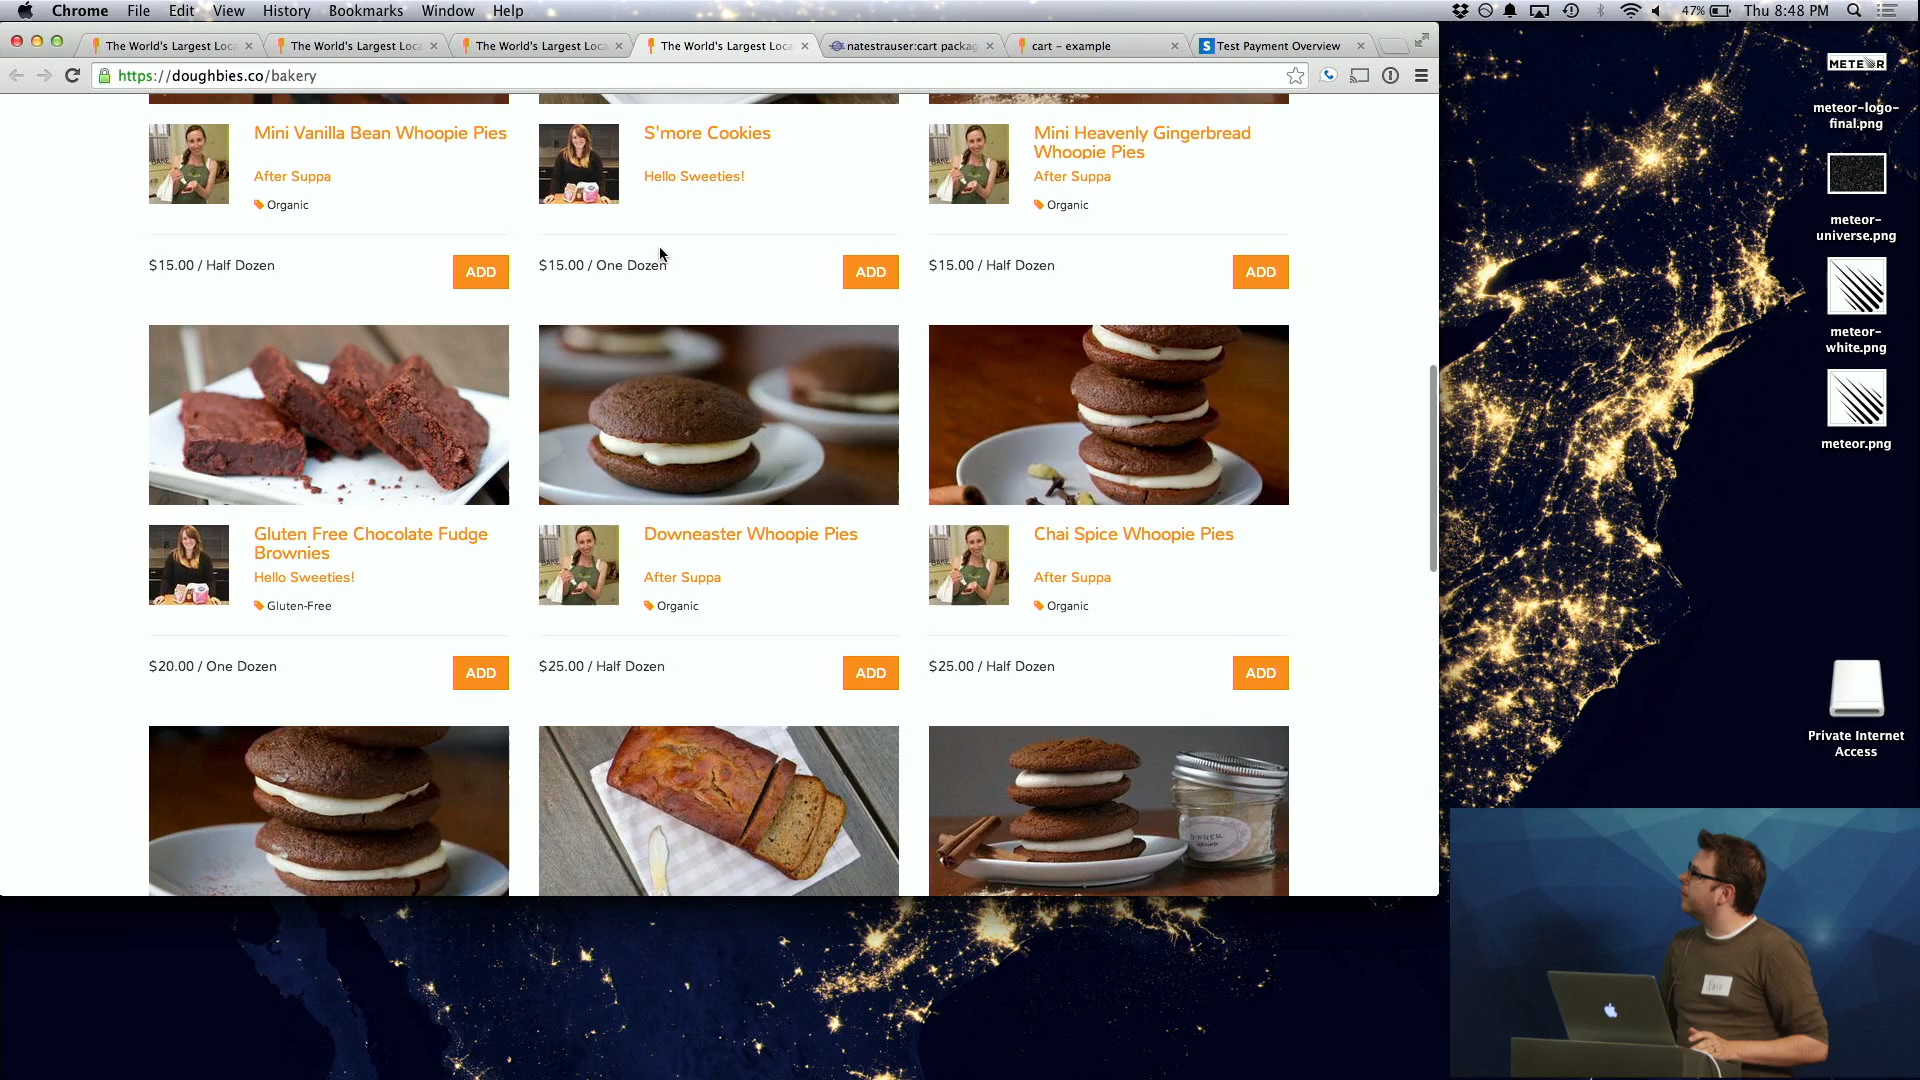 Chrome File Edit View History Bookmarks Window Help
47% Thu 8:48 PM
The World's Largest Loca
The World's Largest Loca
The World's Largest Loca
The World's Largest Loca
natestrauser:cart packag
cart – example
S Test Payment Overview
https://doughbies.co/bakery
Mini Vanilla Bean Whoopie Pies
After Suppa
Organic
$15.00 / Half Dozen
ADD
S'more Cookies
Hello Sweeties!
$15.00 / One Dozen
ADD
Mini Heavenly Gingerbread
Whoopie Pies
After Suppa
Organic
$15.00 / Half Dozen
ADD
Gluten Free Chocolate Fudge
Brownies
Hello Sweeties!
Gluten-Free
$20.00 / One Dozen
ADD
Downeaster Whoopie Pies
After Suppa
Organic
$25.00 / Half Dozen
ADD
Chai Spice Whoopie Pies
After Suppa
Organic
$25.00 / Half Dozen
ADD
GINGER
METEOR
meteor-logo-
final.png
meteor-
universe.png
meteor-
white.png
meteor.png
Private Internet
Access